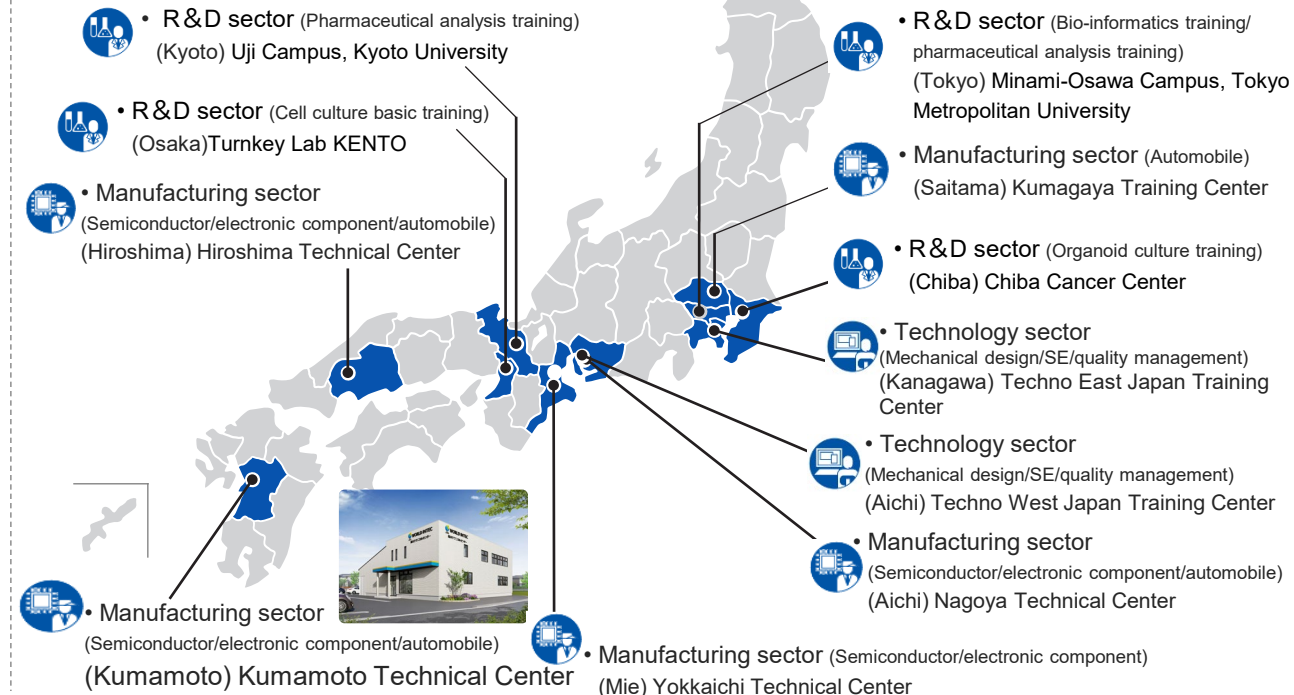 • R&D sector (Pharmaceutical analysis training)
(Kyoto) Uji Campus, Kyoto University
• R&D sector (Cell culture basic training)
(Osaka)Turnkey Lab KENTO
• Manufacturing sector
(Semiconductor/electronic component/automobile)
(Hiroshima) Hiroshima Technical Center
• R&D sector (Bio-informatics training/
pharmaceutical analysis training)
(Tokyo) Minami-Osawa Campus, Tokyo
Metropolitan University
• Manufacturing sector (Automobile)
(Saitama) Kumagaya Training Center
• R&D sector (Organoid culture training)
(Chiba) Chiba Cancer Center
• Technology sector
(Mechanical design/SE/quality management)
(Kanagawa) Techno East Japan Training
Center
• Technology sector
(Mechanical design/SE/quality management)
(Aichi) Techno West Japan Training Center
• Manufacturing sector
(Semiconductor/electronic component/automobile)
(Aichi) Nagoya Technical Center
WORLD INTEC
• Manufacturing sector
(Semiconductor/electronic component/automobile)
(Kumamoto) Kumamoto Technical Center
• Manufacturing sector (Semiconductor/electronic component)
(Mie) Yokkaichi Technical Center